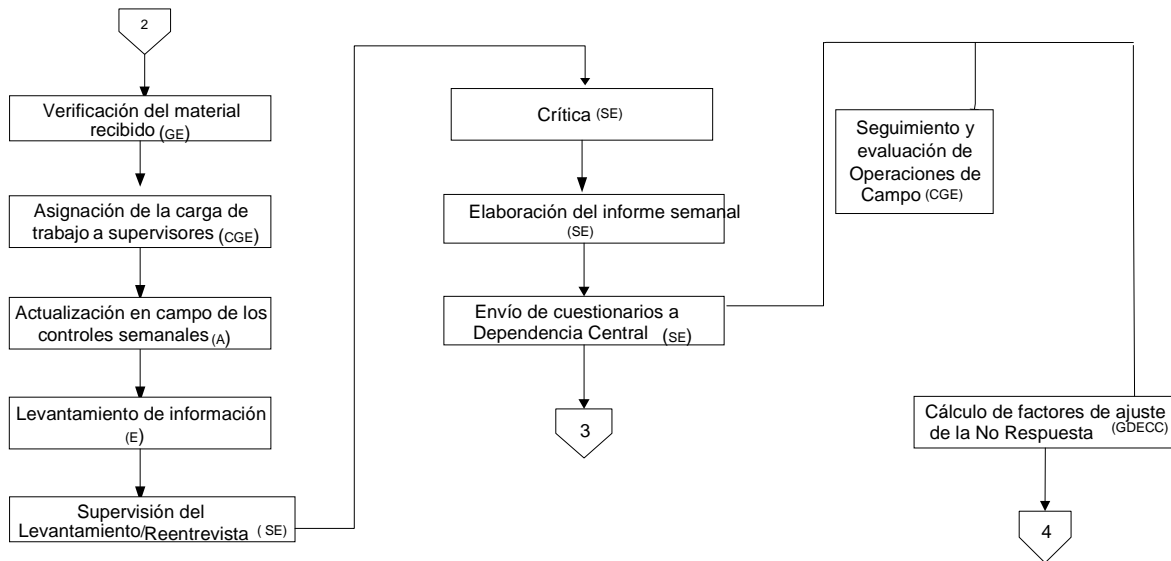 2
Verificación del material
recibido (GE)
Asignación de la carga de
trabajo a supervisores (CGE)
Actualización en campo de los
controles semanales (A)
Levantamiento de información
(E)
Supervisión del
Levantamiento/Reentrevista ( SE)
Crítica (SE)
Elaboración del informe semanal
(SE)
Envío de cuestionarios a
Dependencia Central (SE)
3
Seguimiento y
evaluación de
Operaciones de
Campo (CGE)
Cálculo de factores de ajuste
de la No Respuesta (GDECC)
4